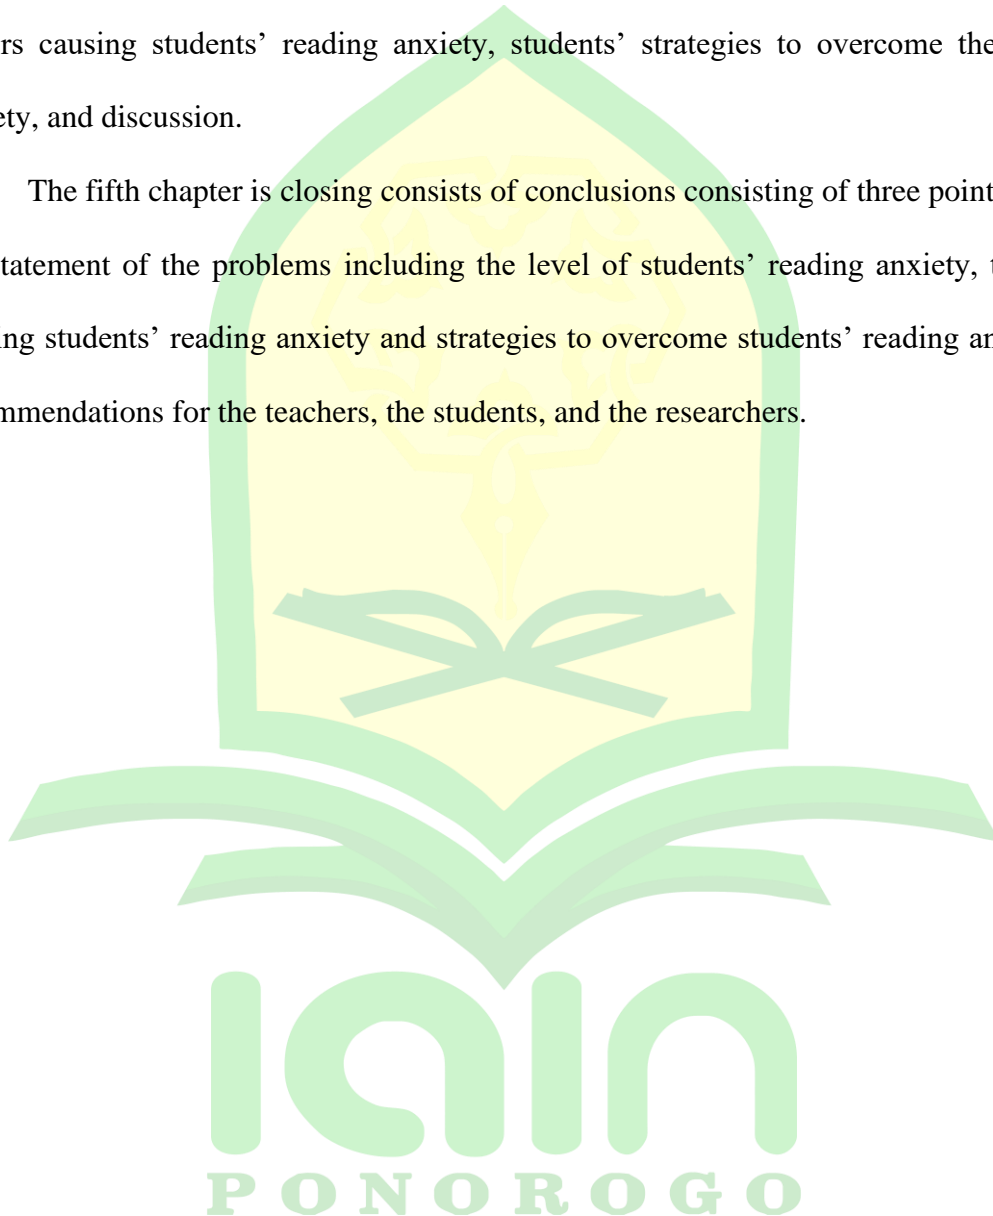 rs causing students’ reading anxiety, students’ strategies to overcome the
ety, and discussion.
The fifth chapter is closing consists of conclusions consisting of three point
tatement of the problems including the level of students’ reading anxiety, t
ing students’ reading anxiety and strategies to overcome students’ reading an
mmendations for the teachers, the students, and the researchers.
iain
PONOROGO